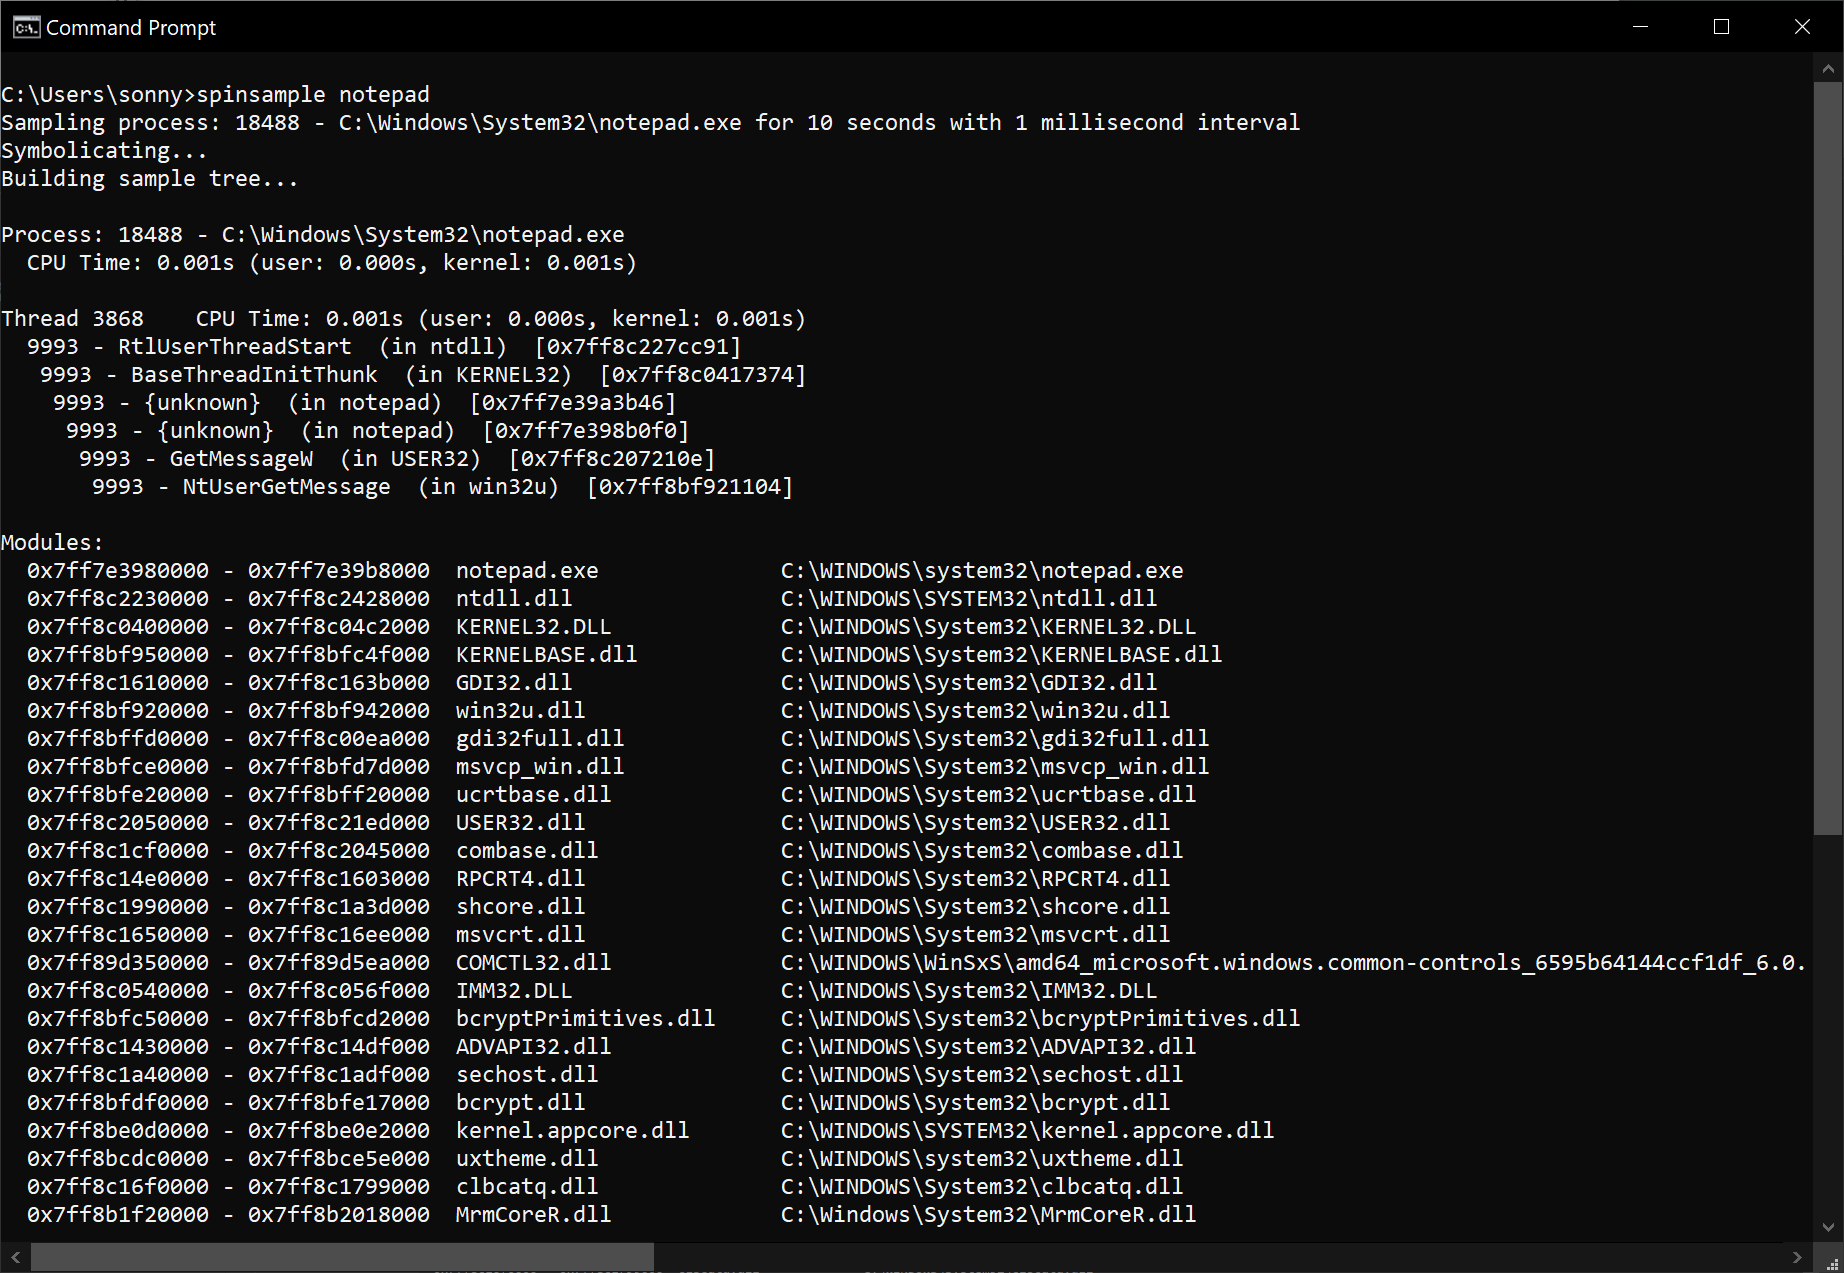 Command Prompt
C:\Users\sonny>spinsample notepad
Sampling process: 18488 - C:\Windows\System32\notepad.exe for 10 seconds with 1 millisecond interval
Symbolicating...
Building sample tree...
Process: 18488 - C:\Windows\System32\notepad.exe
  CPU Time: 0.001s (user: 0.000s, kernel: 0.001s)
Thread 3868    CPU Time: 0.001s (user: 0.000s, kernel: 0.001s)
  9993 - RtlUserThreadStart  (in ntdll)  [0x7ff8c227cc91]
   9993 - BaseThreadInitThunk  (in KERNEL32)  [0x7ff8c0417374]
    9993 - {unknown}  (in notepad)  [0x7ff7e39a3b46]
     9993 - {unknown}  (in notepad)  [0x7ff7e398b0f0]
      9993 - GetMessageW  (in USER32)  [0x7ff8c207210e]
       9993 - NtUserGetMessage  (in win32u)  [0x7ff8bf921104]
Modules:
  0x7ff7e3980000 - 0x7ff7e39b8000  notepad.exe              C:\WINDOWS\system32\notepad.exe
  0x7ff8c2230000 - 0x7ff8c2428000  ntdll.dll                C:\WINDOWS\SYSTEM32\ntdll.dll
  0x7ff8c0400000 - 0x7ff8c04c2000  KERNEL32.DLL             C:\WINDOWS\System32\KERNEL32.DLL
  0x7ff8bf950000 - 0x7ff8bfc4f000  KERNELBASE.dll           C:\WINDOWS\System32\KERNELBASE.dll
  0x7ff8c1610000 - 0x7ff8c163b000  GDI32.dll                C:\WINDOWS\System32\GDI32.dll
  0x7ff8bf920000 - 0x7ff8bf942000  win32u.dll               C:\WINDOWS\System32\win32u.dll
  0x7ff8bffd0000 - 0x7ff8c00ea000  gdi32full.dll            C:\WINDOWS\System32\gdi32full.dll
  0x7ff8bfce0000 - 0x7ff8bfd7d000  msvcp_win.dll            C:\WINDOWS\System32\msvcp_win.dll
  0x7ff8bfe20000 - 0x7ff8bff20000  ucrtbase.dll             C:\WINDOWS\System32\ucrtbase.dll
  0x7ff8c2050000 - 0x7ff8c21ed000  USER32.dll               C:\WINDOWS\System32\USER32.dll
  0x7ff8c1cf0000 - 0x7ff8c2045000  combase.dll              C:\WINDOWS\System32\combase.dll
  0x7ff8c14e0000 - 0x7ff8c1603000  RPCRT4.dll               C:\WINDOWS\System32\RPCRT4.dll
  0x7ff8c1990000 - 0x7ff8c1a3d000  shcore.dll               C:\WINDOWS\System32\shcore.dll
  0x7ff8c1650000 - 0x7ff8c16ee000  msvcrt.dll               C:\WINDOWS\System32\msvcrt.dll
  0x7ff89d350000 - 0x7ff89d5ea000  COMCTL32.dll             C:\WINDOWS\WinSxS\amd64_microsoft.windows.common-controls_6595b64144ccf1df_6.0.
  0x7ff8c0540000 - 0x7ff8c056f000  IMM32.DLL                C:\WINDOWS\System32\IMM32.DLL
  0x7ff8bfc50000 - 0x7ff8bfcd2000  bcryptPrimitives.dll     C:\WINDOWS\System32\bcryptPrimitives.dll
  0x7ff8c1430000 - 0x7ff8c14df000  ADVAPI32.dll             C:\WINDOWS\System32\ADVAPI32.dll
  0x7ff8c1a40000 - 0x7ff8c1adf000  sechost.dll              C:\WINDOWS\System32\sechost.dll
  0x7ff8bfdf0000 - 0x7ff8bfe17000  bcrypt.dll               C:\WINDOWS\System32\bcrypt.dll
  0x7ff8be0d0000 - 0x7ff8be0e2000  kernel.appcore.dll       C:\WINDOWS\SYSTEM32\kernel.appcore.dll
  0x7ff8bcdc0000 - 0x7ff8bce5e000  uxtheme.dll              C:\WINDOWS\System32\uxtheme.dll
  0x7ff8c16f0000 - 0x7ff8c1799000  clbcatq.dll              C:\WINDOWS\System32\clbcatq.dll
  0x7ff8b1f20000 - 0x7ff8b2018000  MrmCoreR.dll             C:\Windows\System32\MrmCoreR.dll